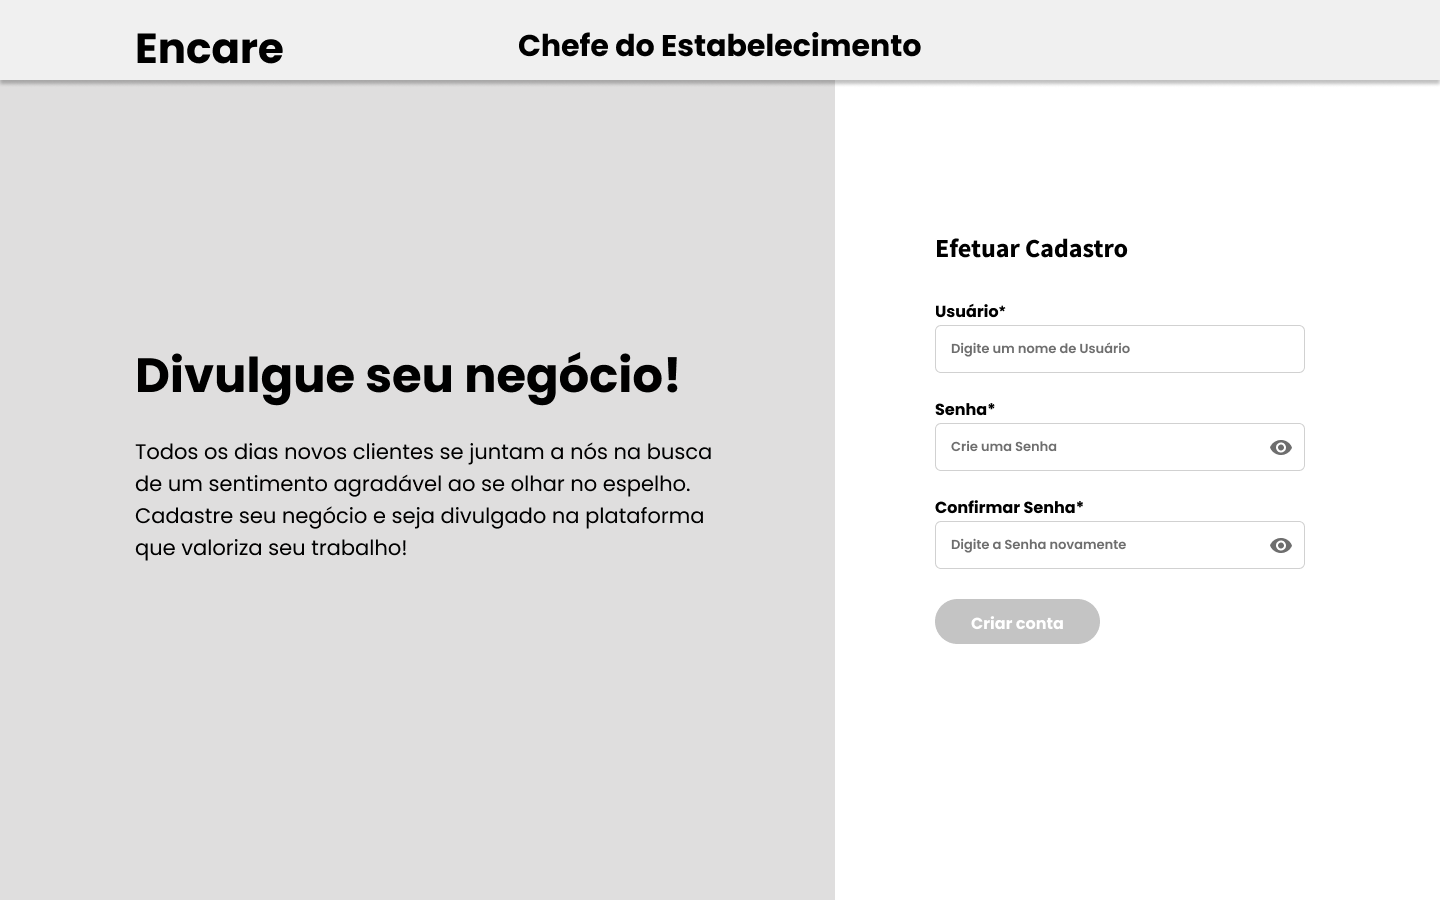 Encare
Chefe do Estabelecimento
Divulgue seu negócio!
Todos os dias novos clientes se juntam a nós na busca
de um sentimento agradável ao se olhar no espelho.
Cadastre seu negócio e seja divulgado na plataforma
que valoriza seu trabalho!
Efetuar Cadastro
Usuário*
Digite um nome de Usuário
Senha*
Crie uma Senha
Confirmar Senha*
Digite a Senha novamente
Criar conta